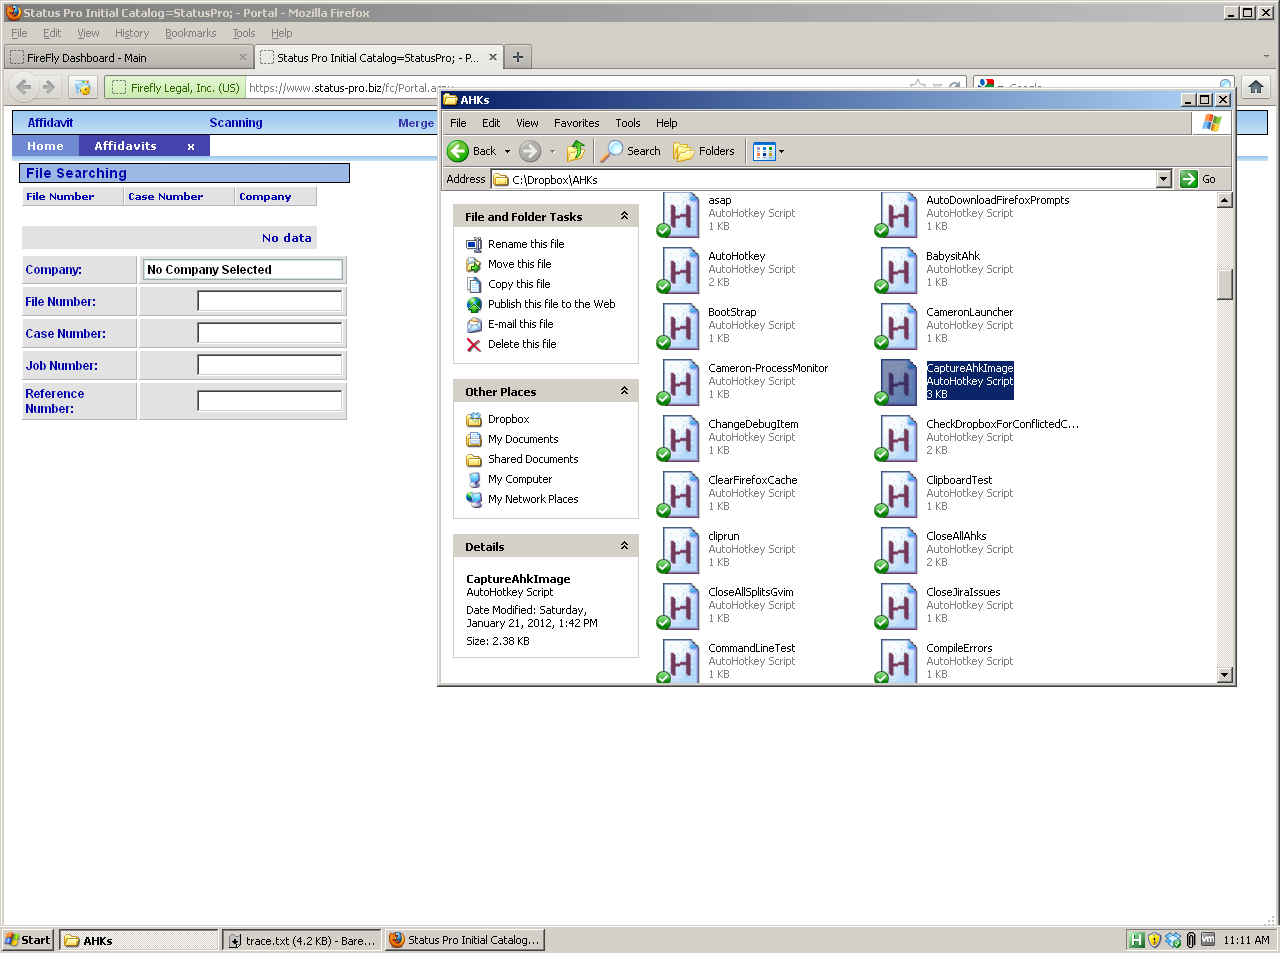 Status Pro Initial Catalog=StatusPro; - Portal - Mozilla Firefox
File Edit View History Bookmarks Tools Help
FireFly Dashboard - Main
Status Pro Initial Catalog=StatusPro; - P...
Firefly Legal, Inc. (US)
https://www.status-pro.biz/fc/Portal.aspx
Google
Affidavit Scanning Merge
Home Affidavits x
File Searching
File Number Case Number Company
No data
Company: No Company Selected
File Number:
Case Number:
Job Number:
Reference
Number:
AHKs
File Edit View Favorites Tools Help
Back Search Folders
Address C:\Dropbox\AHKs Go
File and Folder Tasks
Rename this file
Move this file
Copy this file
Publish this file to the Web
E-mail this file
Delete this file
Other Places
Dropbox
My Documents
Shared Documents
My Computer
My Network Places
Details
CaptureAhkImage
AutoHotkey Script
Date Modified: Saturday,
January 21, 2012, 1:42 PM
Size: 2.38 KB
asap
AutoHotkey Script
1 KB
AutoDownloadFirefoxPrompts
AutoHotkey Script
1 KB
AutoHotkey
AutoHotkey Script
2 KB
BabysitAhk
AutoHotkey Script
1 KB
BootStrap
AutoHotkey Script
1 KB
CameronLauncher
AutoHotkey Script
1 KB
Cameron-ProcessMonitor
AutoHotkey Script
1 KB
CaptureAhkImage
AutoHotkey Script
3 KB
ChangeDebugItem
AutoHotkey Script
1 KB
CheckDropboxForConflictedC...
AutoHotkey Script
2 KB
ClearFirefoxCache
AutoHotkey Script
1 KB
ClipboardTest
AutoHotkey Script
1 KB
cliprun
AutoHotkey Script
1 KB
CloseAllAhks
AutoHotkey Script
2 KB
CloseAllSplitsGvim
AutoHotkey Script
1 KB
CloseJiraIssues
AutoHotkey Script
1 KB
CommandLineTest
AutoHotkey Script
1 KB
CompileErrors
AutoHotkey Script
1 KB
Start
AHKs
trace.txt (4.2 KB) - Bare...
Status Pro Initial Catalog...
11:11 AM